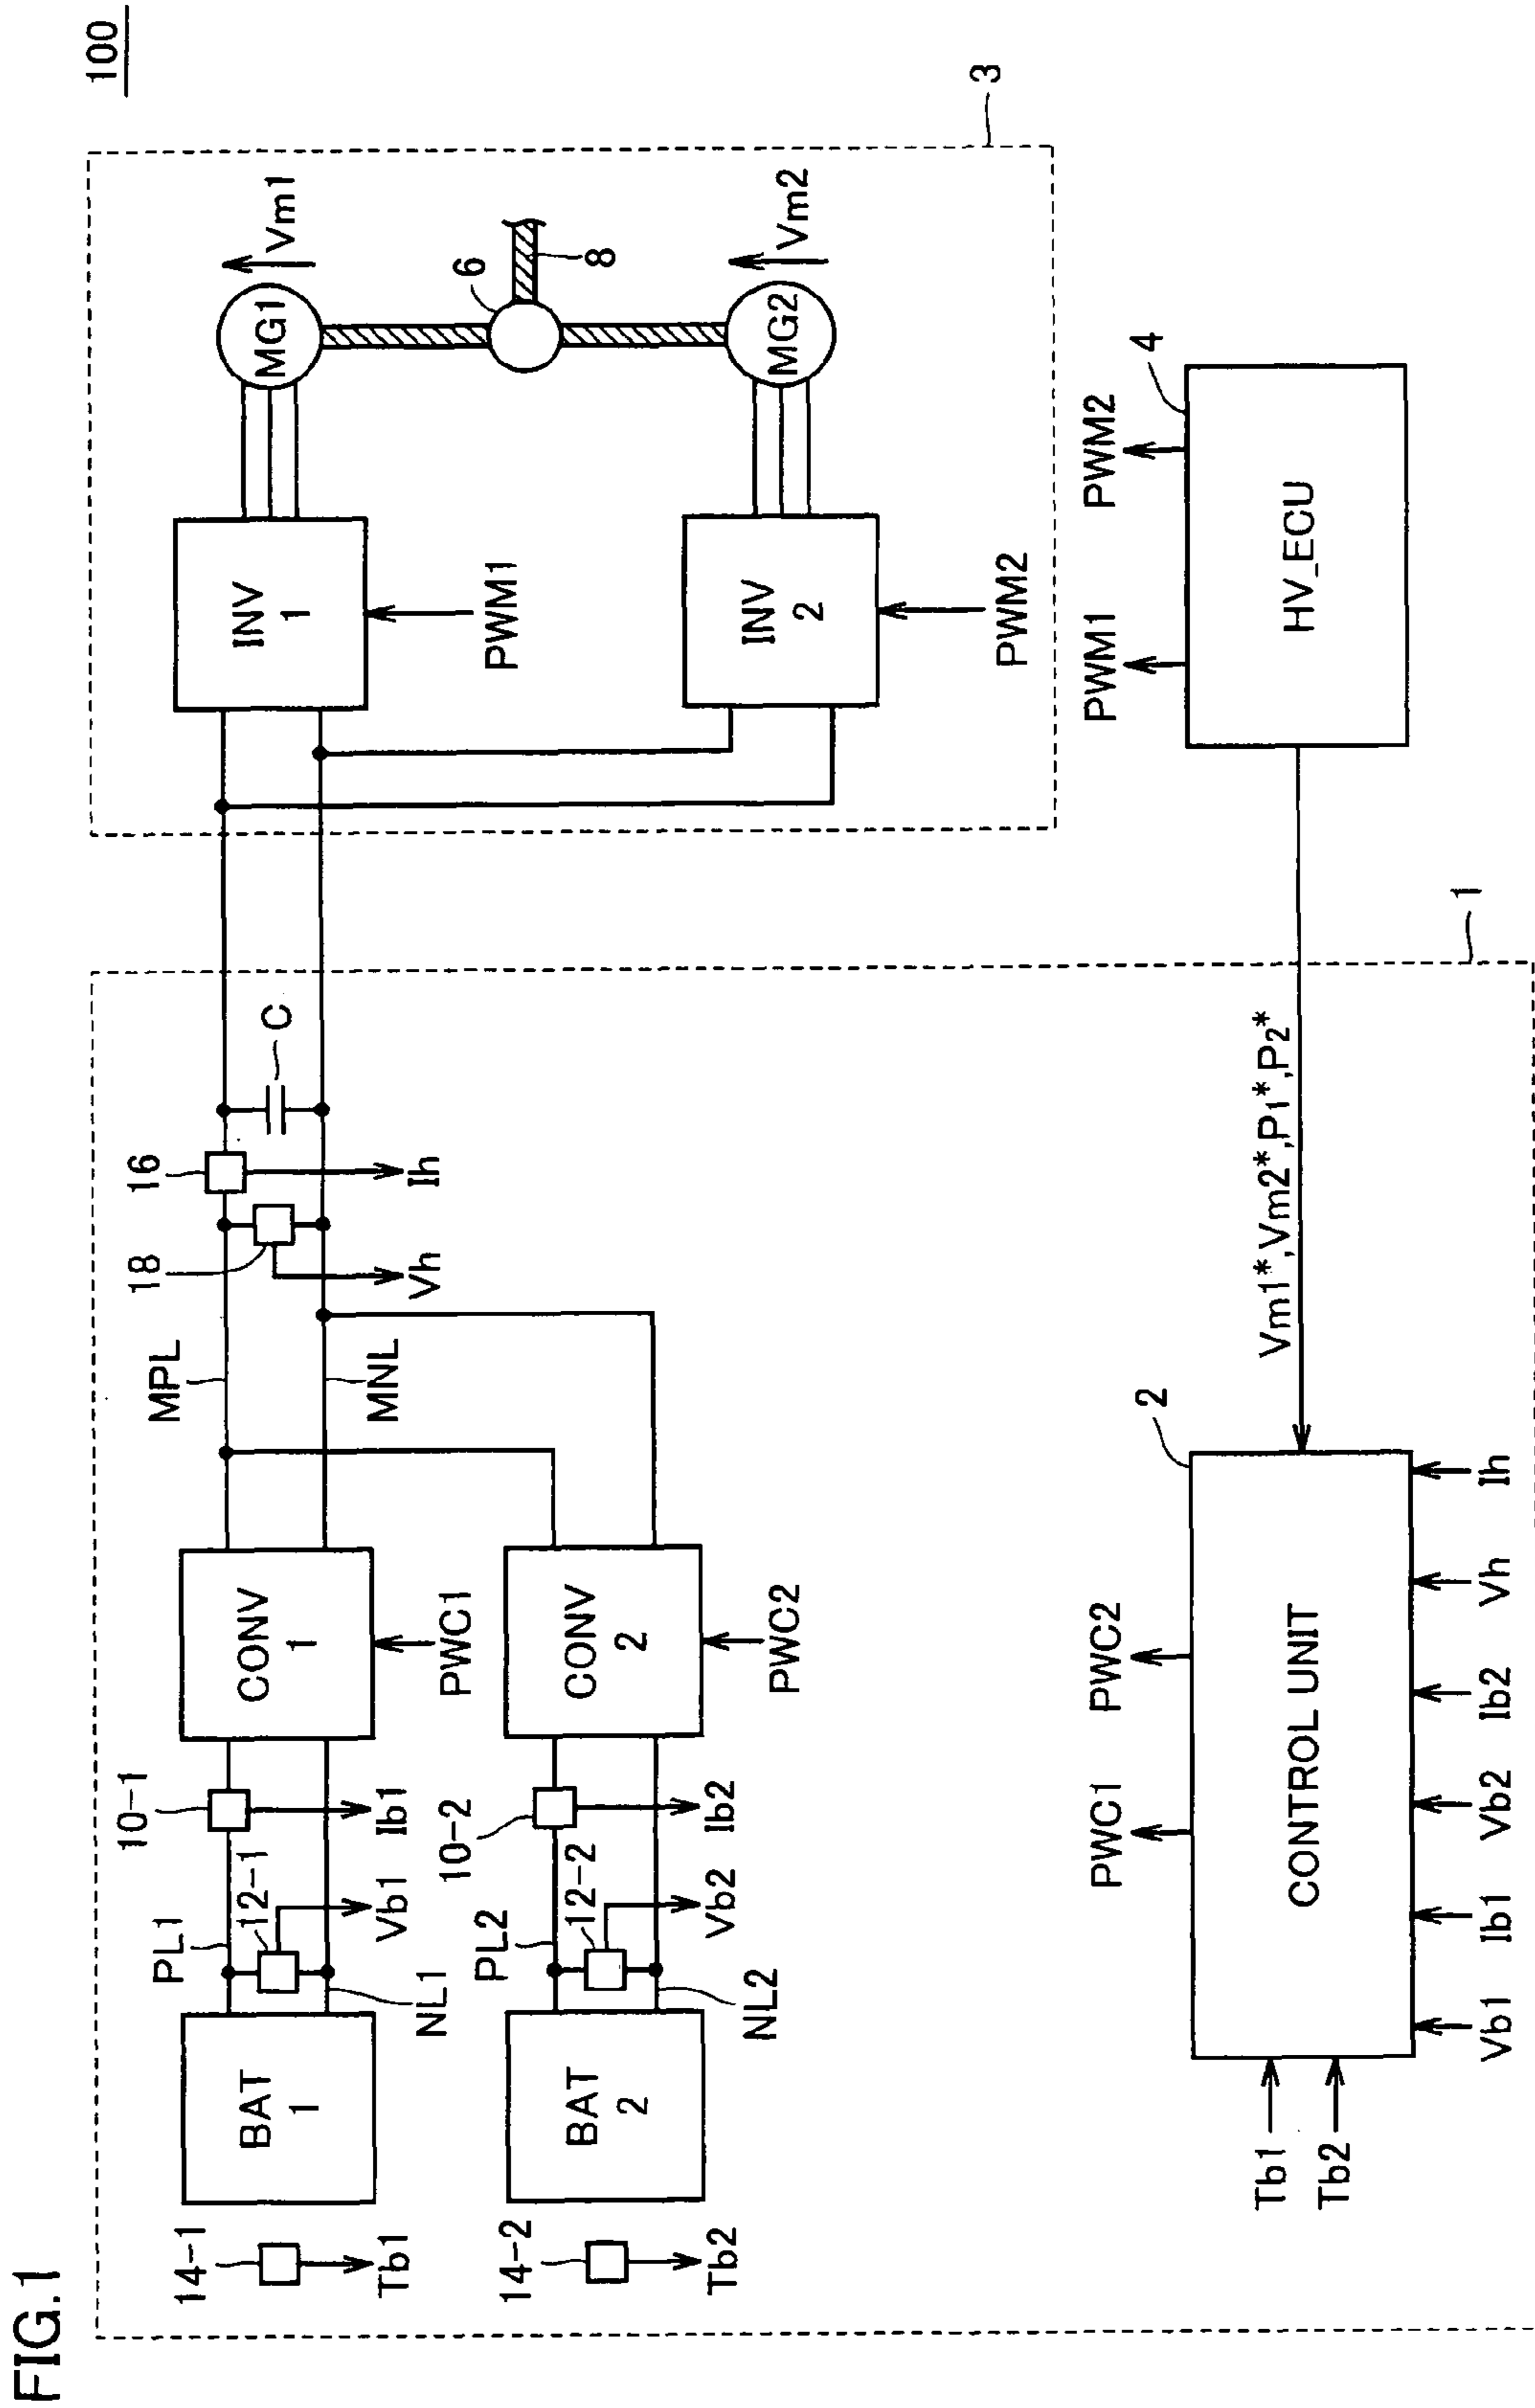 FIG.1
100
3
MG1
Vm1
6
8
MG2
Vm2
INV
1
PWM1
INV
2
PWM2
PWM1
PWM2
4
HV_ECU
1
C
16
Ih
18
Vh
MPL
MNL
CONV
1
PWC1
CONV
2
PWC2
10-1
Ib1
10-2
Ib2
PL1
12-1
Vb1
NL1
PL2
12-2
Vb2
NL2
BAT
1
BAT
2
14-1
Tb1
14-2
Tb2
Vm1*,Vm2*,P1*,P2*
2
PWC1
PWC2
CONTROL UNIT
Tb1
Tb2
Vb1
Ib1
Vb2
Ib2
Vh
Ih